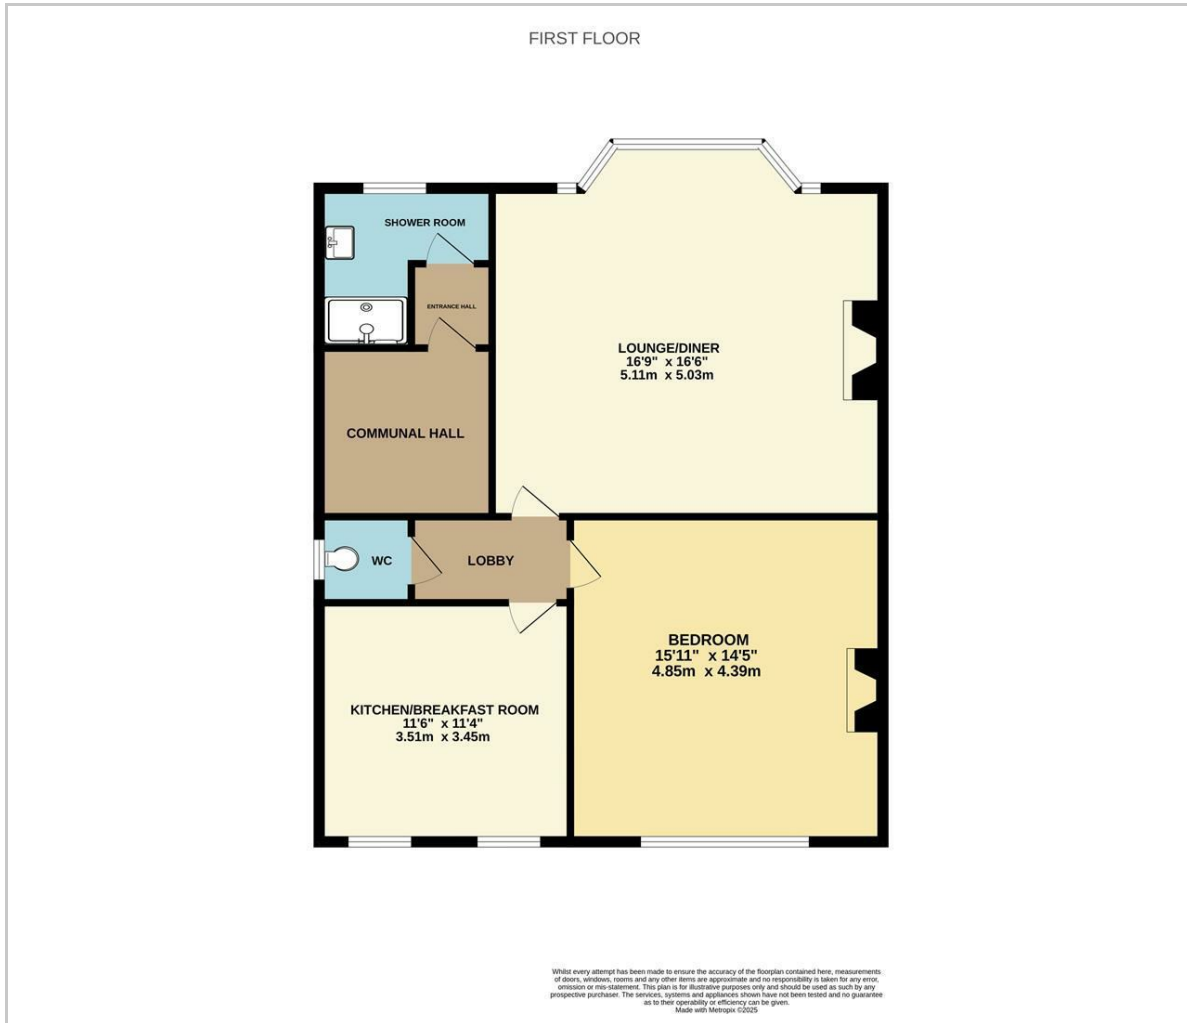 FIRST FLOOR
SHOWER ROOM
ENTRANCE HALL
LOUNGE/DINER
16'9" x 16'6"
5.11m x 5.03m
COMMUNAL HALL
WC
LOBBY
BEDROOM
15'11" x 14'5"
4.85m x 4.39m
KITCHEN/BREAKFAST ROOM
11'6" x 11'4"
3.51m x 3.45m
Whilst every attempt has been made to ensure the accuracy of the floorplan contained here, measurements
of doors, windows, rooms and any other items are approximate and no responsibility is taken for any error,
omission or mis-statement. This plan is for illustrative purposes only and should be used as such by any
prospective purchaser. The services, systems and appliances shown have not been tested and no guarantee
as to their operability or efficiency can be given.
Made with Metropix ©2025